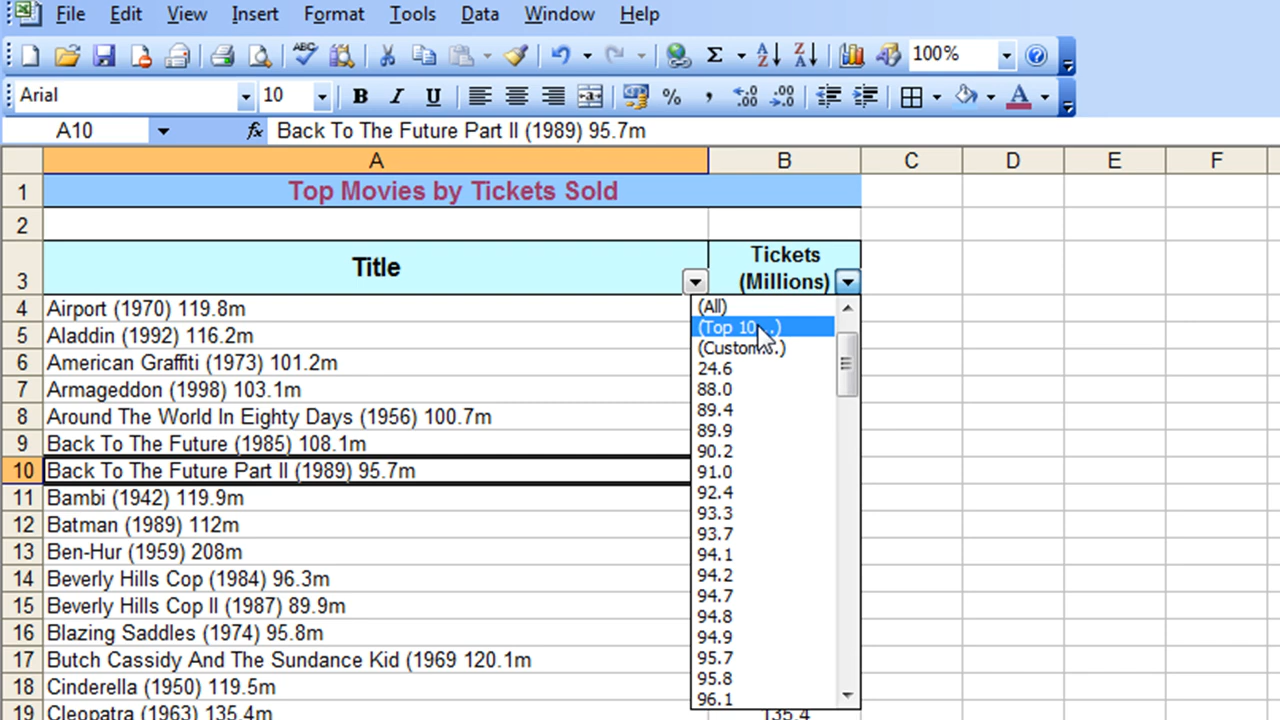 File Edit View Insert Format Tools Data Window Help
ABC Σ A Z Z A 100% ?
Arial 10 B I U a % , .0 .00 .00 .0 A
A10 fx Back To The Future Part II (1989) 95.7m
A B C D E F
1 Top Movies by Tickets Sold
2
Tickets
3 Title (Millions)
4 Airport (1970) 119.8m
5 Aladdin (1992) 116.2m
6 American Graffiti (1973) 101.2m
7 Armageddon (1998) 103.1m
8 Around The World In Eighty Days (1956) 100.7m
9 Back To The Future (1985) 108.1m
10 Back To The Future Part II (1989) 95.7m
11 Bambi (1942) 119.9m
12 Batman (1989) 112m
13 Ben-Hur (1959) 208m
14 Beverly Hills Cop (1984) 96.3m
15 Beverly Hills Cop II (1987) 89.9m
16 Blazing Saddles (1974) 95.8m
17 Butch Cassidy And The Sundance Kid (1969 120.1m
18 Cinderella (1950) 119.5m
19 Cleopatra (1963) 135.4m 135.4
(All)
(Top 10...)
(Custom...)
24.6
88.0
89.4
89.9
90.2
91.0
92.4
93.3
93.7
94.1
94.2
94.7
94.8
94.9
95.7
95.8
96.1